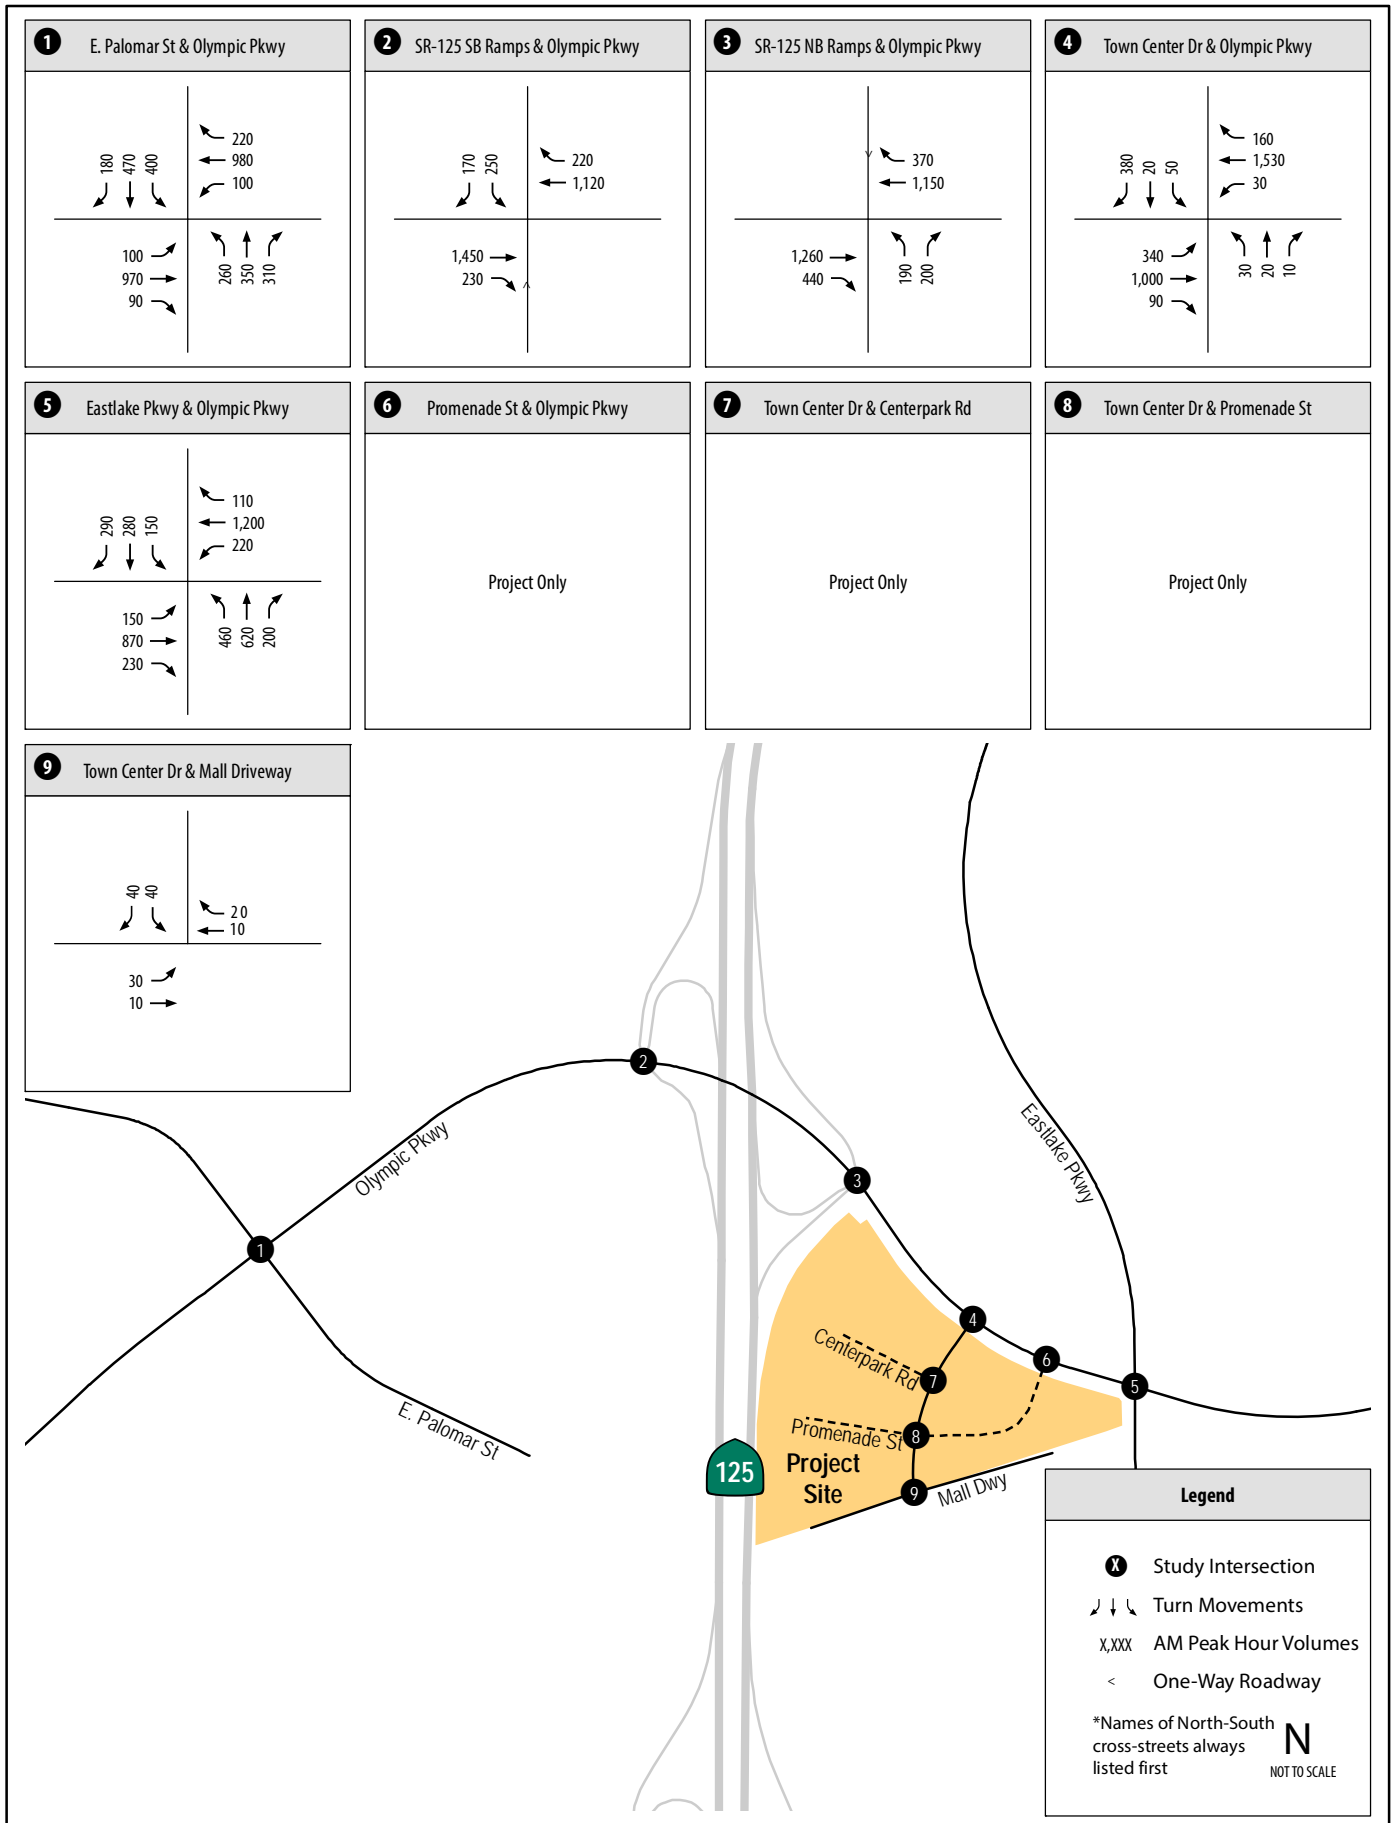 1 E. Palomar St & Olympic Pkwy
180 470 400
220
980
100
100
970
90
260 350 310
2 SR-125 SB Ramps & Olympic Pkwy
170 250
220
1,120
1,450
230
3 SR-125 NB Ramps & Olympic Pkwy
370
1,150
1,260
440
190 200
4 Town Center Dr & Olympic Pkwy
380 20 50
160
1,530
30
340
1,000
90
30 20 10
5 Eastlake Pkwy & Olympic Pkwy
290 280 150
110
1,200
220
150
870
230
460 620 200
6 Promenade St & Olympic Pkwy
Project Only
7 Town Center Dr & Centerpark Rd
Project Only
8 Town Center Dr & Promenade St
Project Only
9 Town Center Dr & Mall Driveway
40 40
20
10
30
10
2
Olympic Pkwy
Eastlake Pkwy
3
1
4
Centerpark Rd
6
7
5
E. Palomar St
Promenade St
8
125
Project
Site
9
Mall Dwy
Legend
X Study Intersection
Turn Movements
X,XXX AM Peak Hour Volumes
< One-Way Roadway
*Names of North-South
cross-streets always
listed first
N
NOT TO SCALE